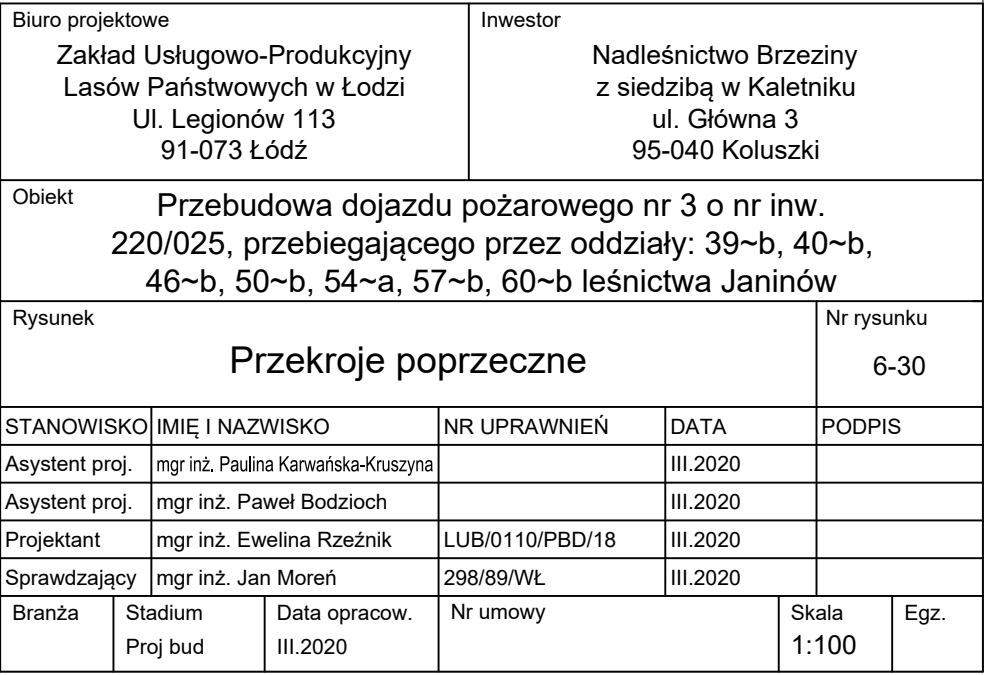 Biuro projektowe
Zakład Usługowo-Produkcyjny
Lasów Państwowych w Łodzi
Ul. Legionów 113
91-073 Łódź
Inwestor
Nadleśnictwo Brzeziny
z siedzibą w Kaletniku
ul. Główna 3
95-040 Koluszki
Obiekt
Przebudowa dojazdu pożarowego nr 3 o nr inw.
220/025, przebiegającego przez oddziały: 39~b, 40~b,
46~b, 50~b, 54~a, 57~b, 60~b leśnictwa Janinów
Rysunek
Przekroje poprzeczne
Nr rysunku
6-30
STANOWISKO IMIĘ I NAZWISKO NR UPRAWNIEŃ DATA PODPIS
Asystent proj. mgr inż. Paulina Karwańska-Kruszyna III.2020
Asystent proj. mgr inż. Paweł Bodzioch III.2020
Projektant mgr inż. Ewelina Rzeźnik LUB/0110/PBD/18 III.2020
Sprawdzający mgr inż. Jan Moreń 298/89/WŁ III.2020
Branża
Stadium
Proj bud
Data opracow.
III.2020
Nr umowy
Skala
1:100
Egz.